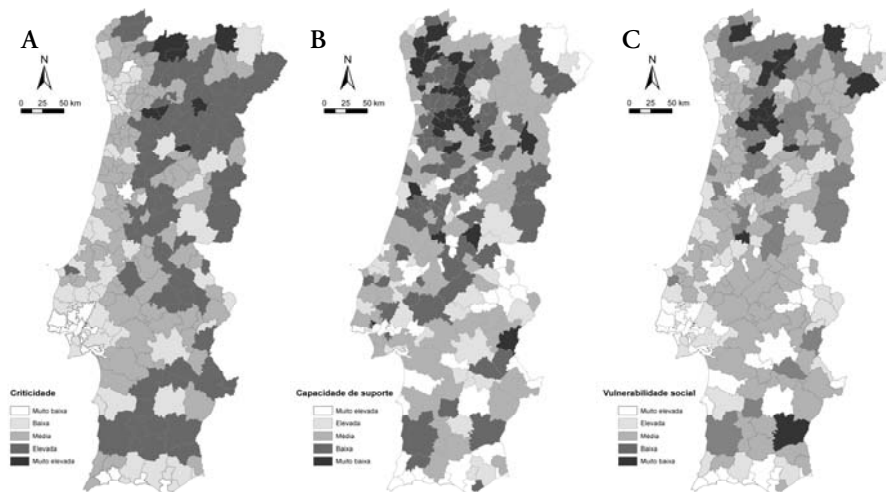 A
N
0 25 50 km
Criticidade
Muito baixa
Baixa
Média
Elevada
Muito elevada
B
N
0 25 50 km
Capacidade de suporte
Muito elevada
Elevada
Média
Baixa
Muito baixa
C
N
0 25 50 km
Vulnerabilidade social
Muito elevada
Elevada
Média
Baixa
Muito baixa